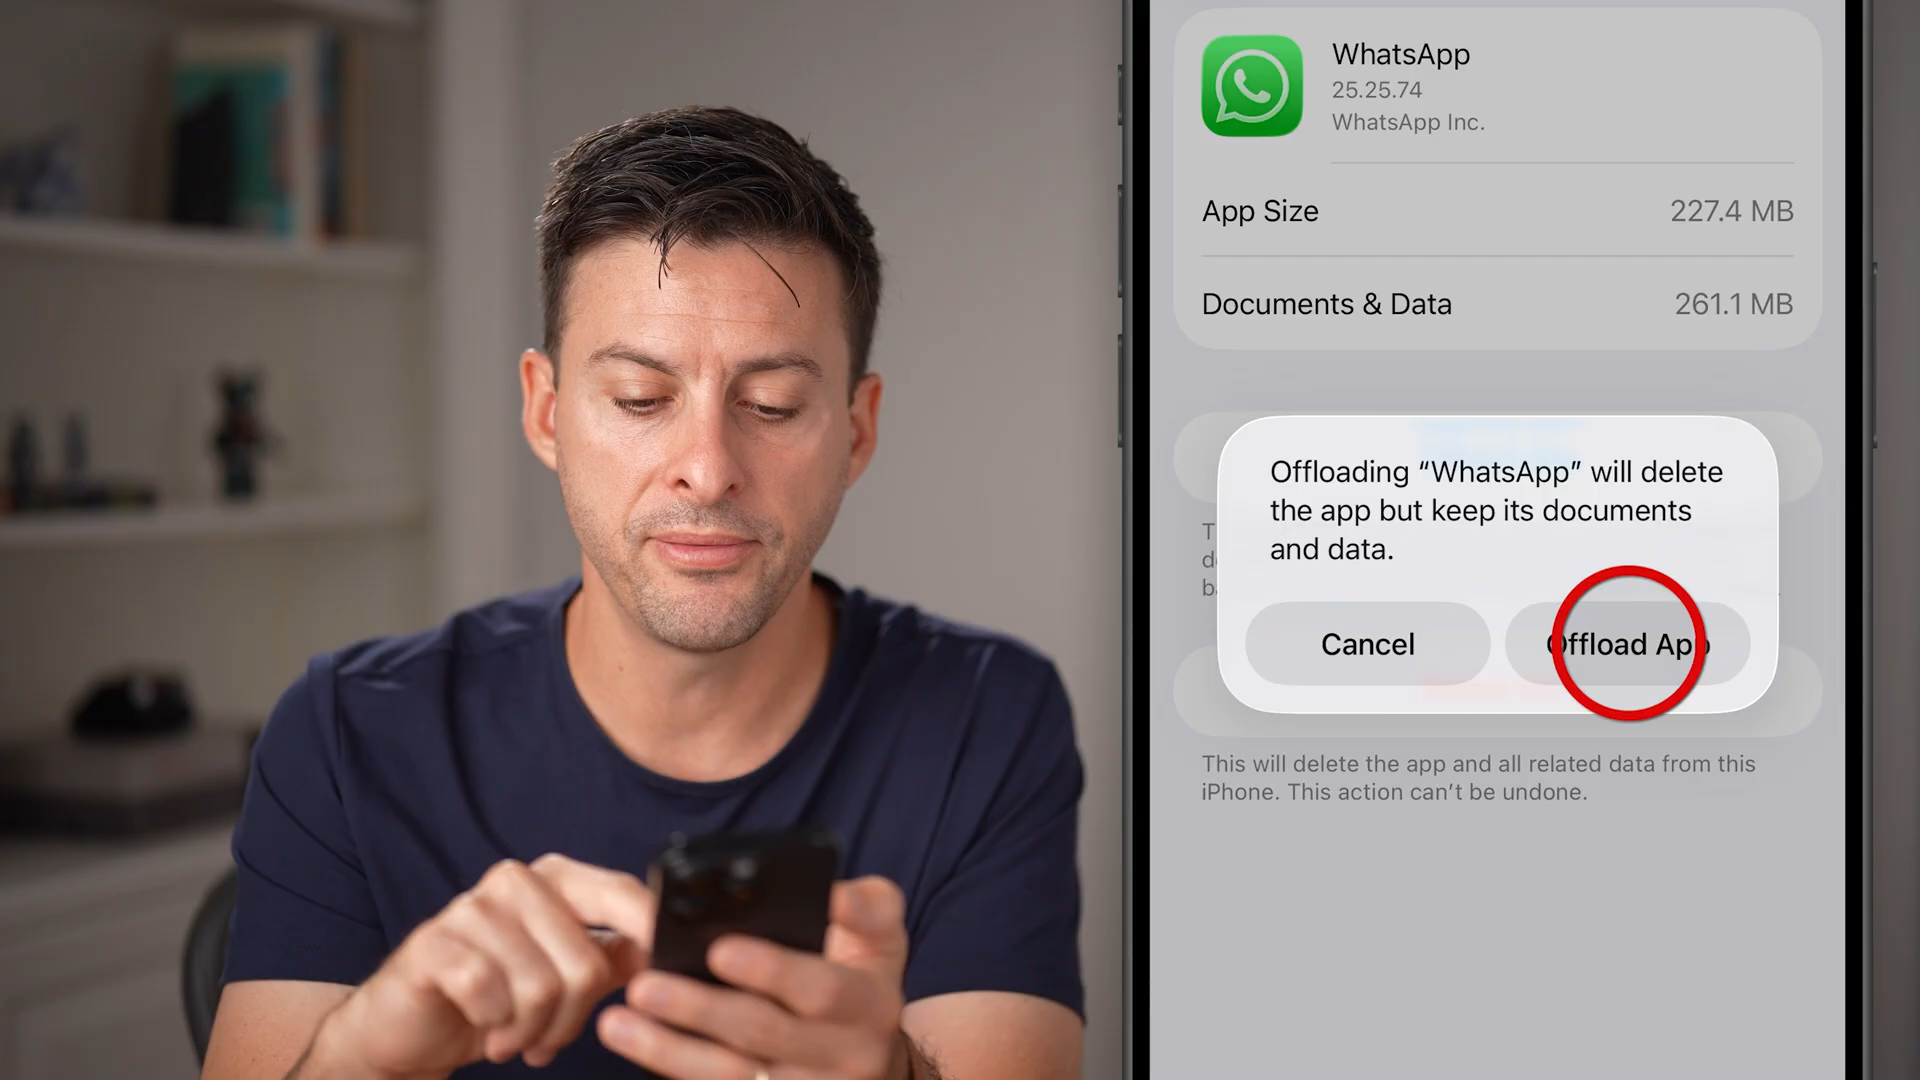 WhatsApp
25.25.74
WhatsApp Inc.
App Size 227.4 MB
Documents & Data 261.1 MB
Offloading “WhatsApp” will delete
the app but keep its documents
and data.
Cancel Offload App
This will delete the app and all related data from this
iPhone. This action can’t be undone.